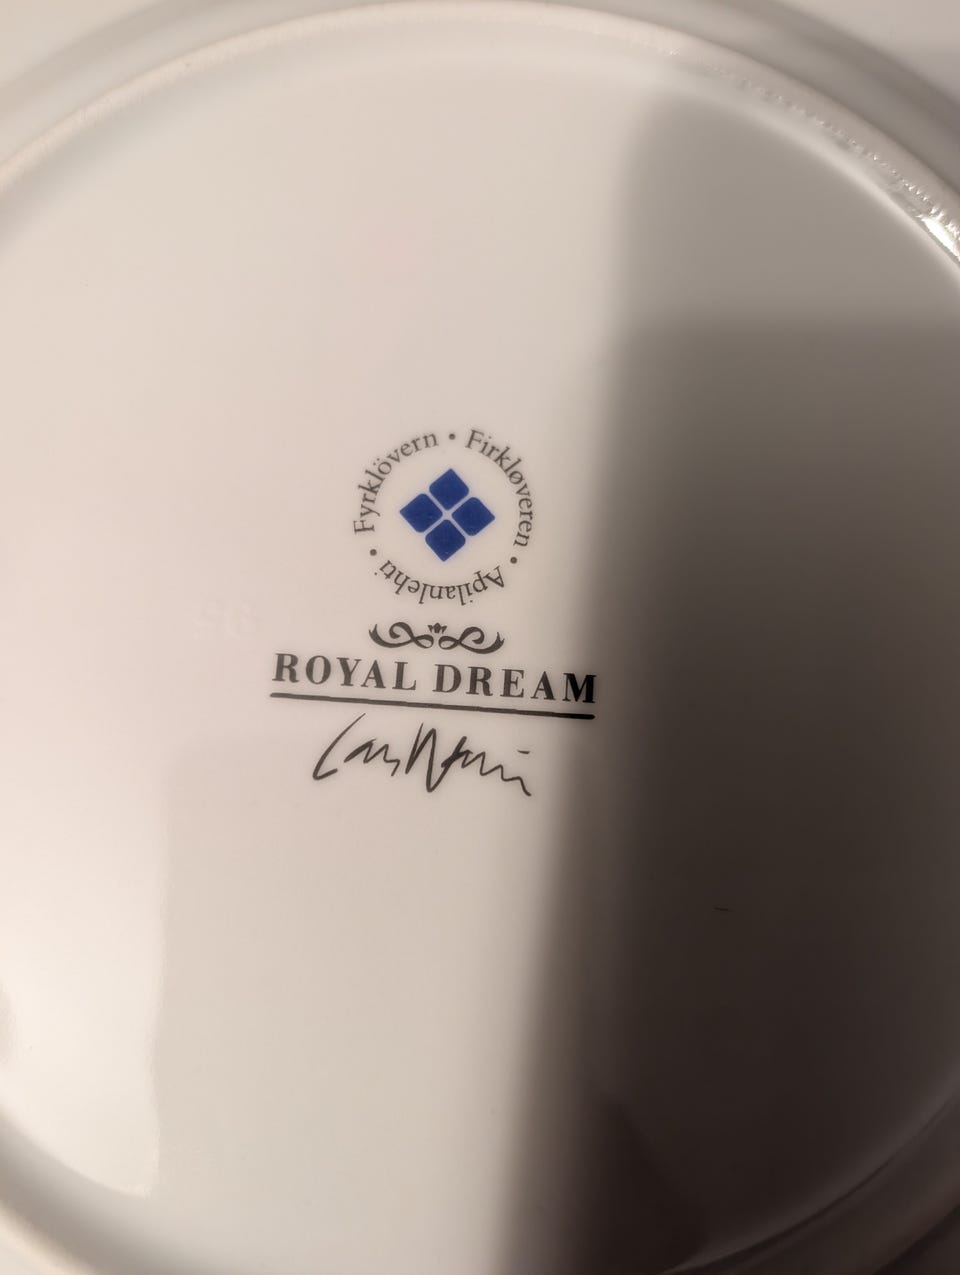 Fyrklövern • Firkløveren • Apilanlehti •
ROYAL DREAM